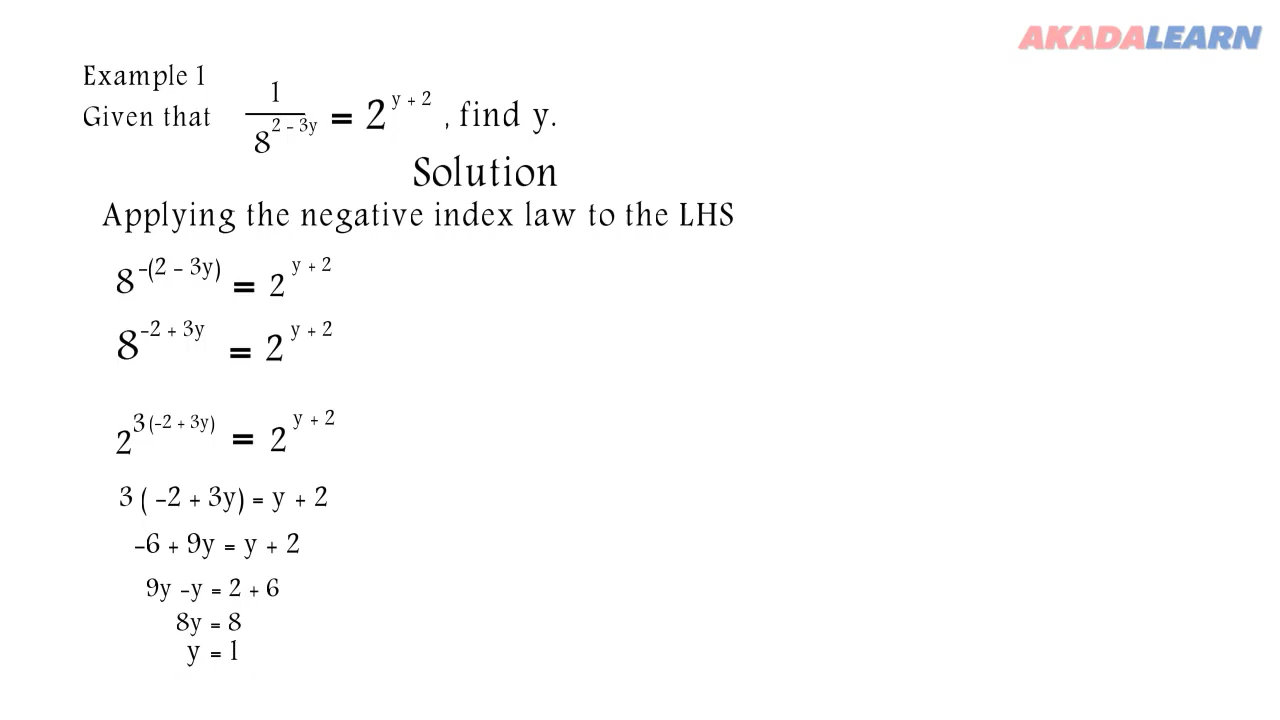 AKADALEARN
Example 1
Given that 1/8^(2 – 3y) = 2^(y + 2) , find y.
Solution
Applying the negative index law to the LHS
8^(–(2 – 3y)) = 2^(y + 2)
8^(–2 + 3y) = 2^(y + 2)
2^(3(–2 + 3y)) = 2^(y + 2)
3 ( –2 + 3y) = y + 2
–6 + 9y = y + 2
9y –y = 2 + 6
8y = 8
y = 1